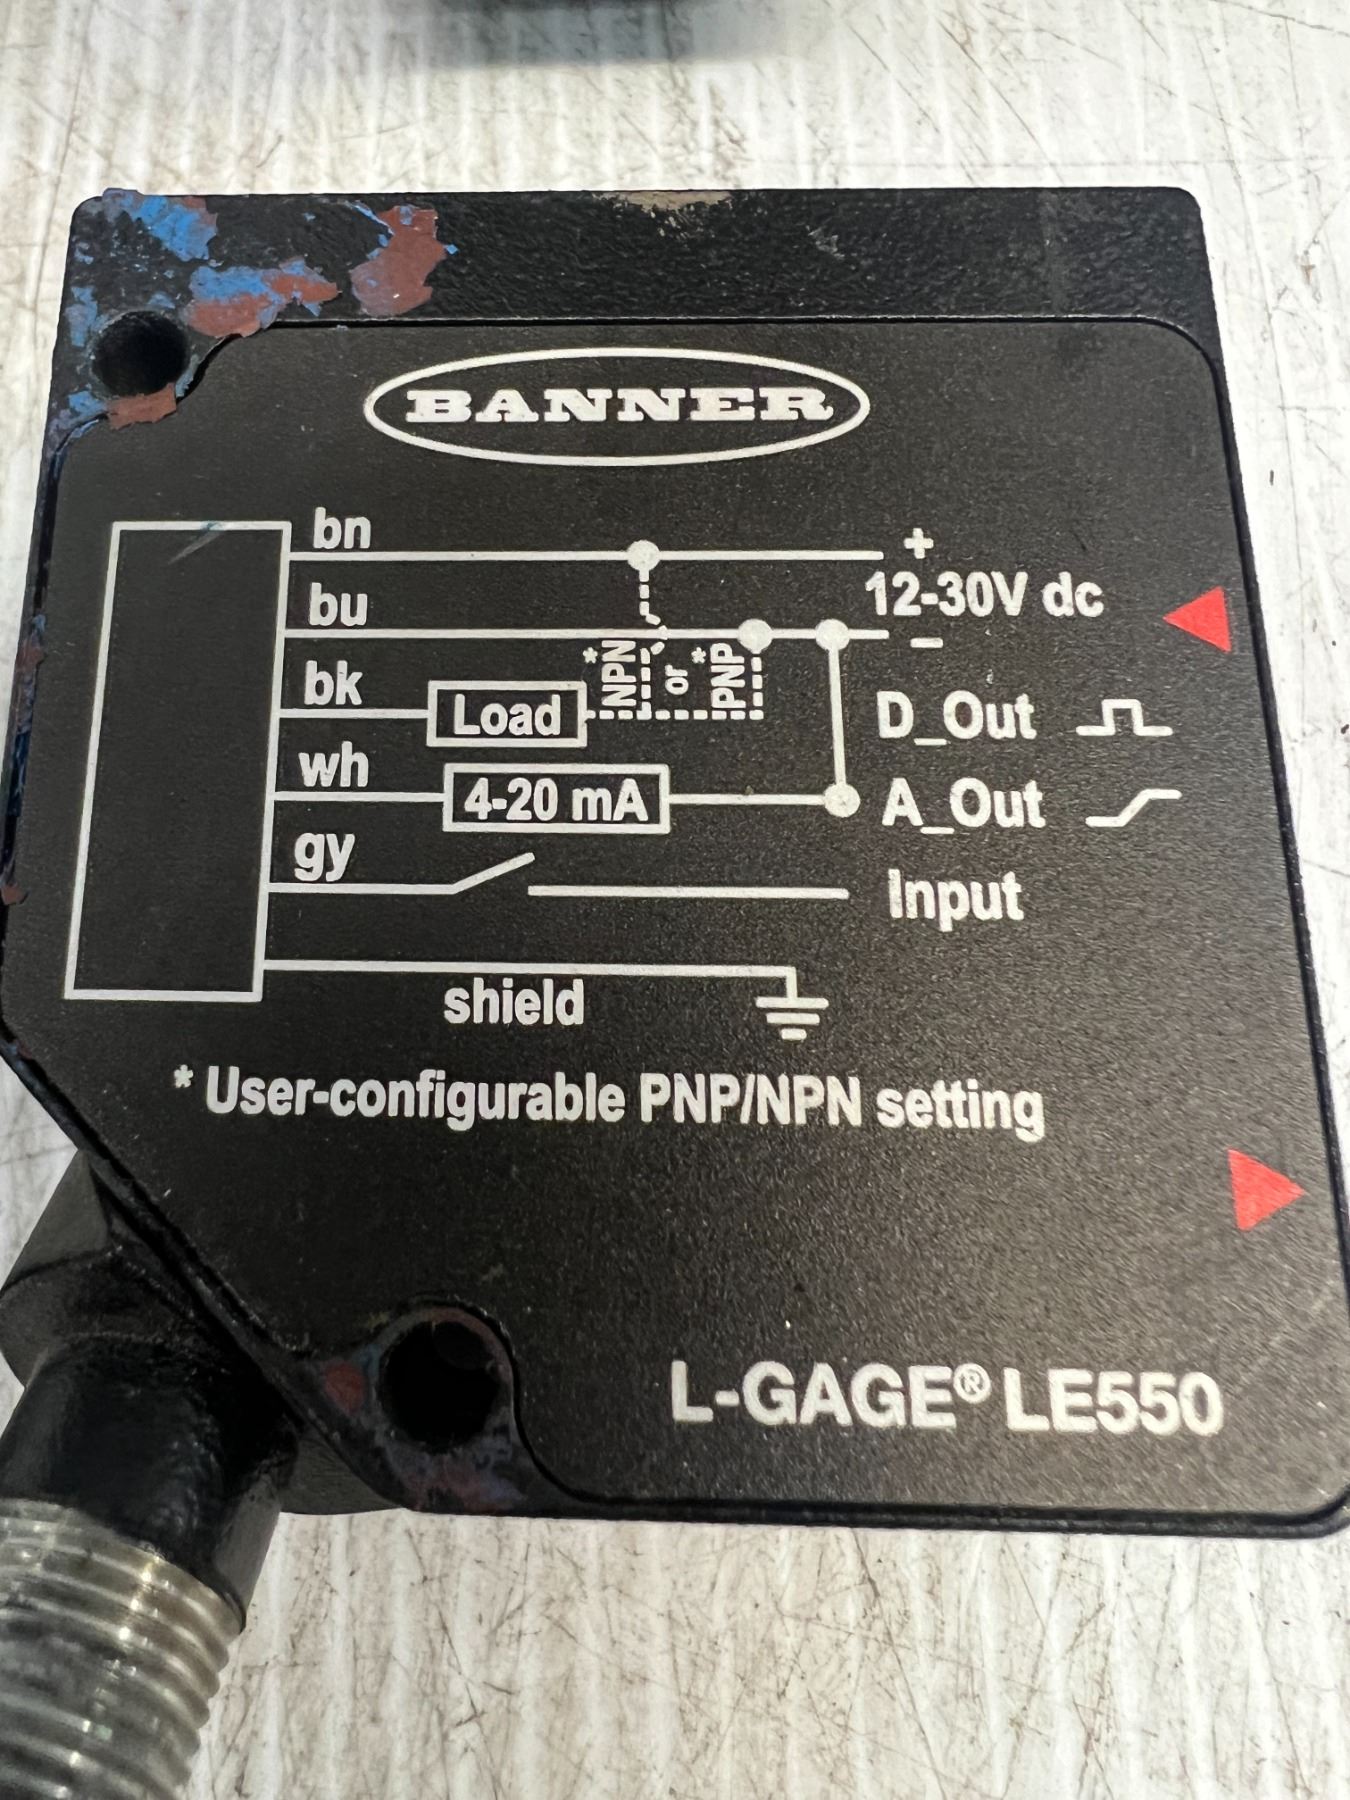 BANNER
bn
+
12-30V dc
bu
-
*NPN
or
*PNP
bk
Load
D_Out
wh
4-20 mA
A_Out
gy
Input
shield
* User-configurable PNP/NPN setting
L-GAGE® LE550